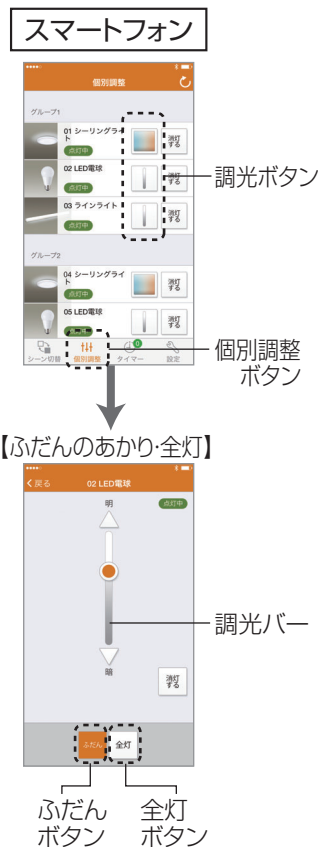 スマートフォン
個別調整
グループ1
01 シーリングライ
ト
点灯中
消灯
する
02 LED電球
点灯中
消灯
する
調光ボタン
03 ラインライト
点灯中
消灯
する
グループ2
04 シーリングライ
ト
点灯中
消灯
する
05 LED電球
消灯
する
シーン切替
個別調整
タイマー
0
設定
個別調整
ボタン
【ふだんのあかり・全灯】
戻る
02 LED電球
明
点灯中
調光バー
暗
消灯
する
ふだん
全灯
ふだん
ボタン
全灯
ボタン